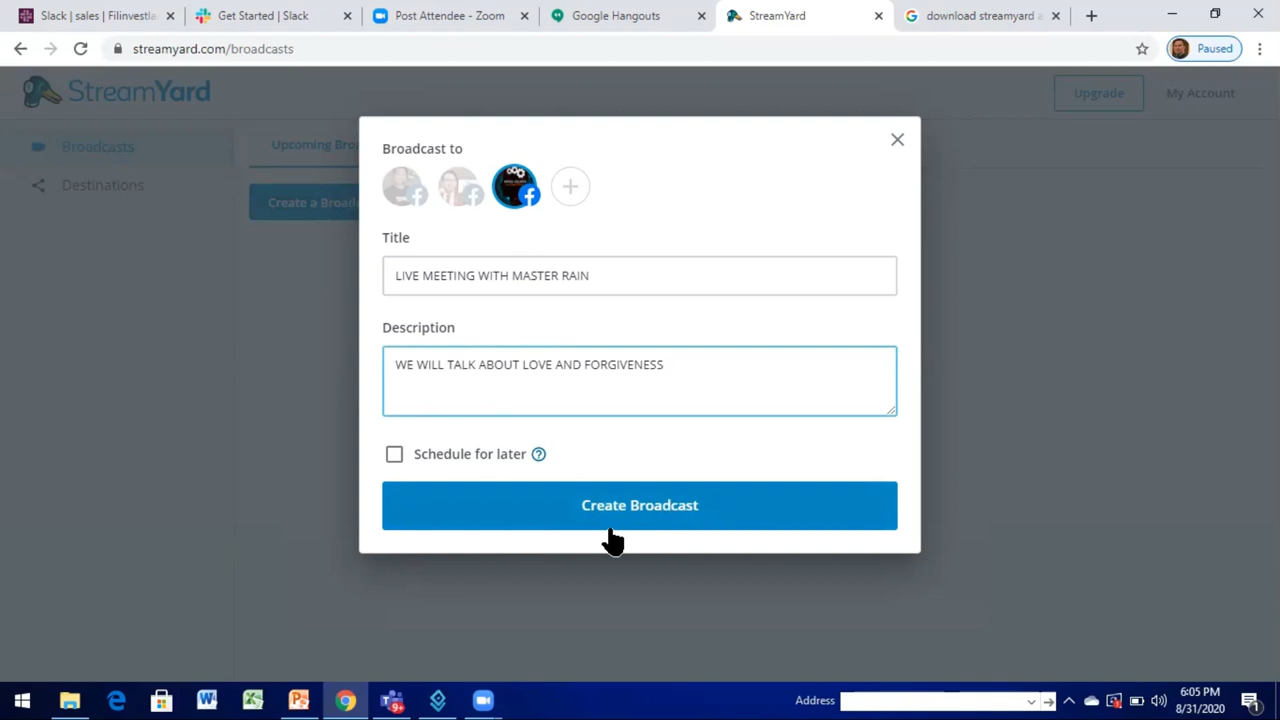 Slack | sales | Filinvestla
Get Started | Slack
Post Attendee - Zoom
Google Hangouts
StreamYard
download streamyard a
streamyard.com/broadcasts
Paused
StreamYard
Upgrade
My Account
Broadcasts
Upcoming Bro
Destinations
Create a Broad
Broadcast to
Title
LIVE MEETING WITH MASTER RAIN
Description
WE WILL TALK ABOUT LOVE AND FORGIVENESS
Schedule for later
Create Broadcast
Address
6:05 PM
8/31/2020